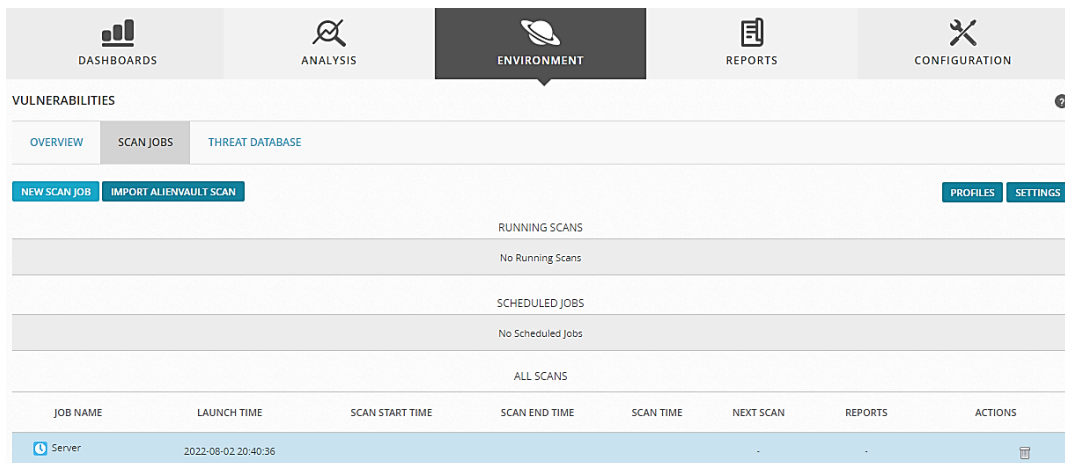 DASHBOARDS ANALYSIS ENVIRONMENT REPORTS CONFIGURATION
VULNERABILITIES ?
OVERVIEW SCAN JOBS THREAT DATABASE
NEW SCAN JOB IMPORT ALIENVAULT SCAN PROFILES SETTINGS
RUNNING SCANS
No Running Scans
SCHEDULED JOBS
No Scheduled Jobs
ALL SCANS
JOB NAME LAUNCH TIME SCAN START TIME SCAN END TIME SCAN TIME NEXT SCAN REPORTS ACTIONS
Server 2022-08-02 20:40:36 - -